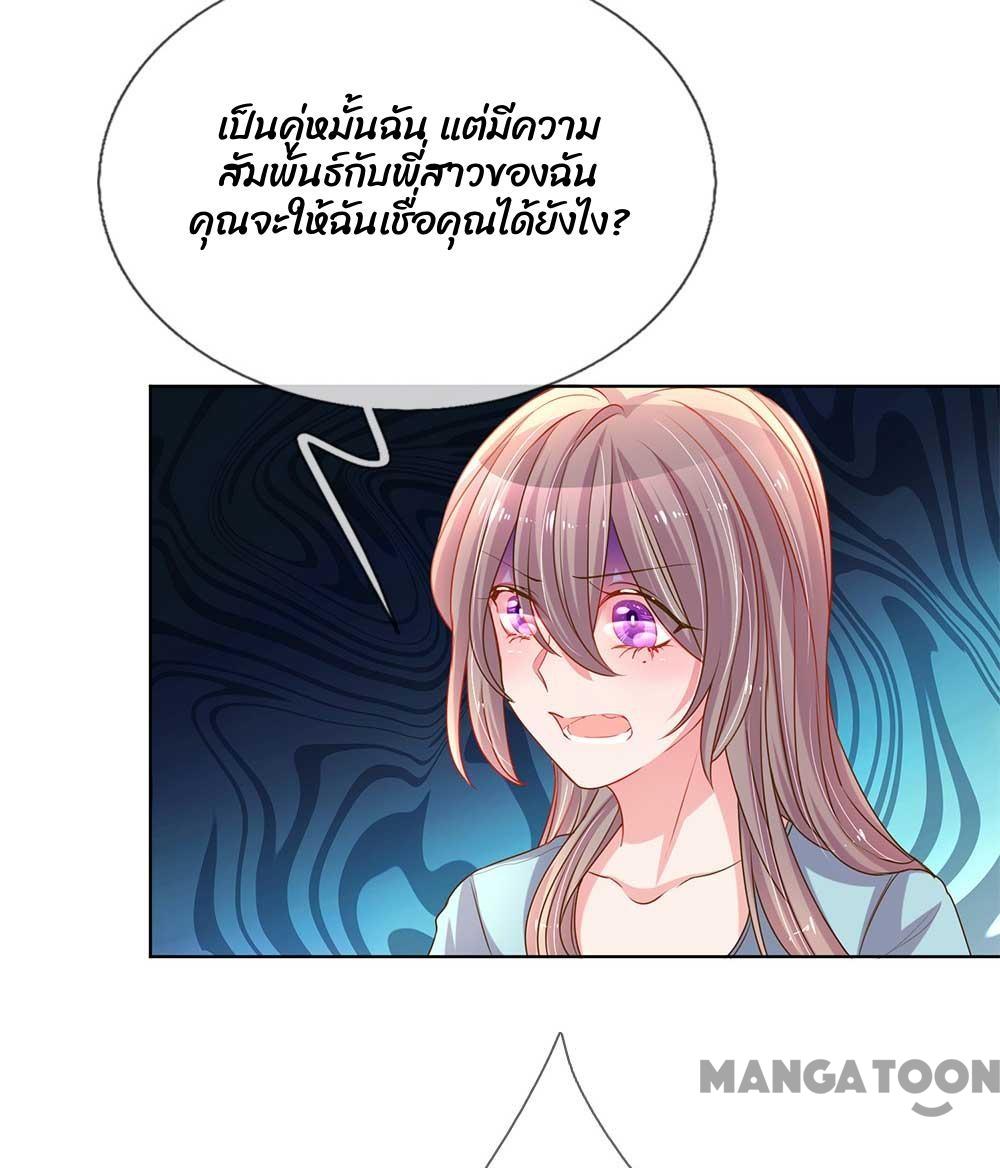 เป็นคู่หมั้นฉัน แต่มีความ
สัมพันธ์กับพี่สาวของฉัน
คุณจะให้ฉันเชื่อคุณได้ยังไง?
MANGATOON